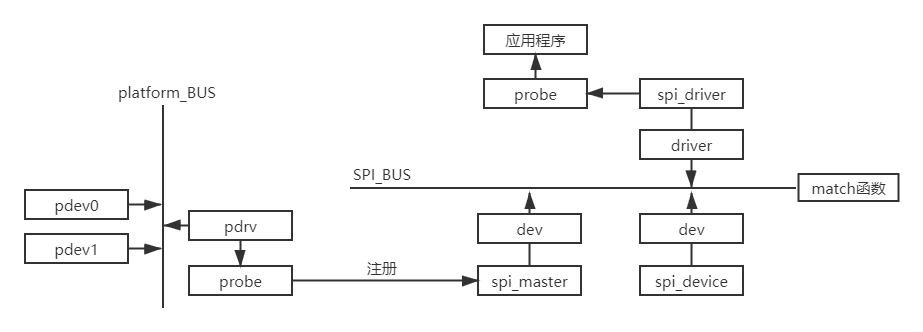 应用程序
platform_BUS
probe
spi_driver
driver
SPI_BUS
match函数
pdev0
pdrv
dev
dev
pdev1
probe
注册
spi_master
spi_device